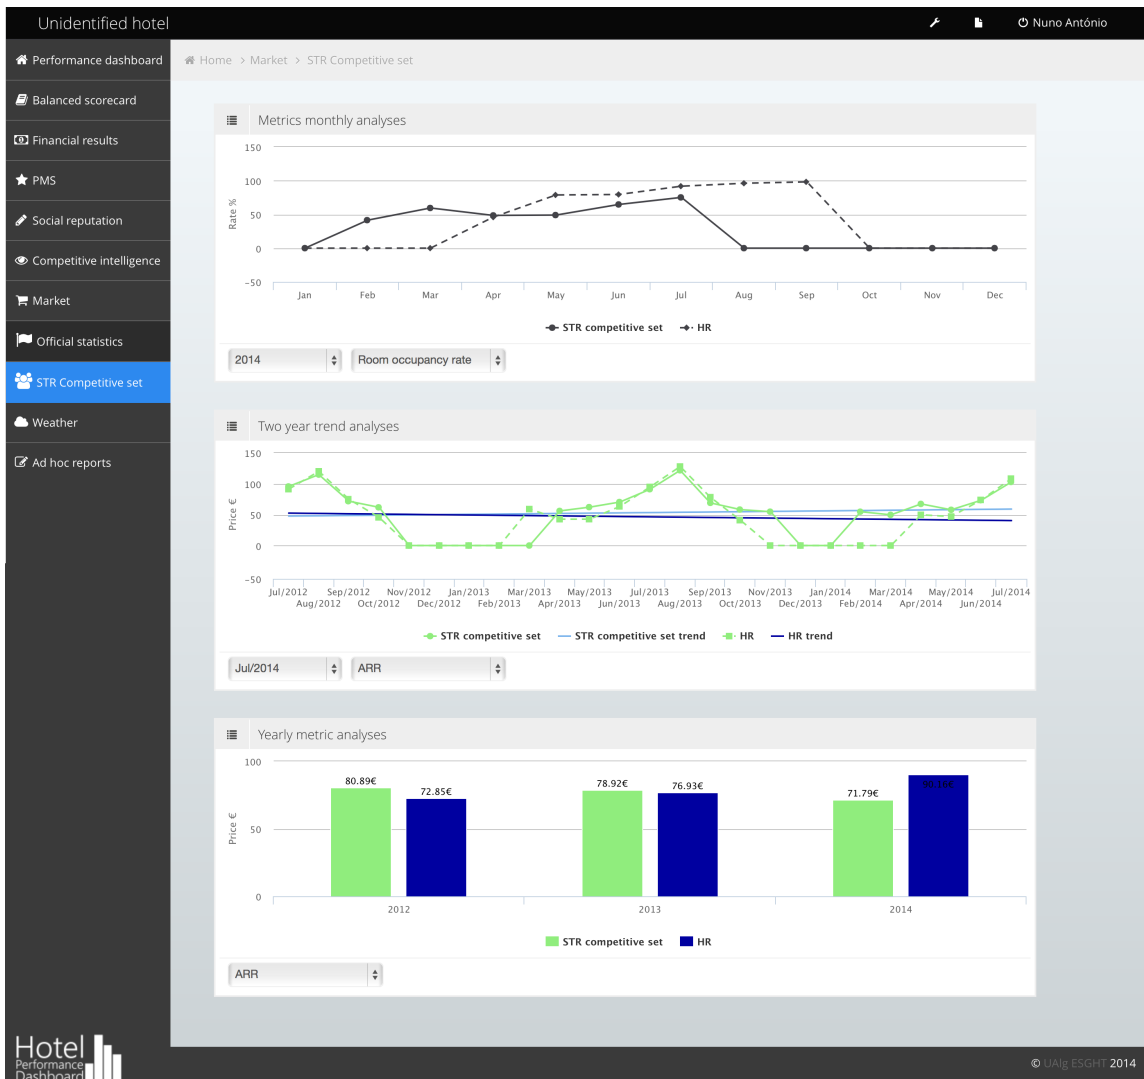 Unidentified hotel
Nuno António
Performance dashboard
Balanced scorecard
Financial results
PMS
Social reputation
Competitive intelligence
Market
Official statistics
STR Competitive set
Weather
Ad hoc reports
Home > Market > STR Competitive set
Metrics monthly analyses
150
100
50
0
-50
Rate %
Jan Feb Mar Apr May Jun Jul Aug Sep Oct Nov Dec
STR competitive set HR
2014 Room occupancy rate
Two year trend analyses
150
100
50
0
-50
Price €
Jul/2012 Sep/2012 Nov/2012 Jan/2013 Mar/2013 May/2013 Jul/2013 Sep/2013 Nov/2013 Jan/2014 Mar/2014 May/2014 Jul/2014
Aug/2012 Oct/2012 Dec/2012 Feb/2013 Apr/2013 Jun/2013 Aug/2013 Oct/2013 Dec/2013 Feb/2014 Apr/2014 Jun/2014
STR competitive set STR competitive set trend HR HR trend
Jul/2014 ARR
Yearly metric analyses
100
50
0
Price €
80.89€ 72.85€ 78.92€ 76.93€ 71.79€
2012 2013 2014
STR competitive set HR
ARR
Hotel
Performance
Dashboard
© UAlg ESGHT 2014